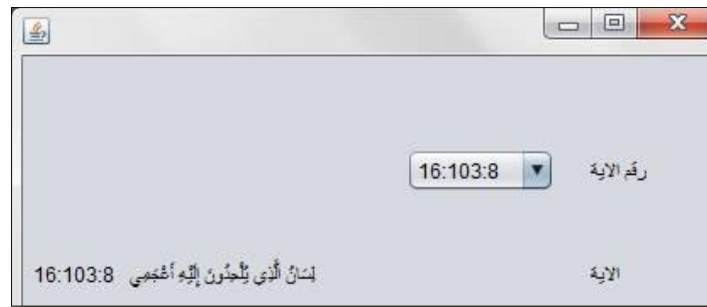 رقم الاية 16:103:8
الاية لِسَانُ الَّذِي يُلْحِدُونَ إِلَيْهِ أَعْجَمِي 16:103:8